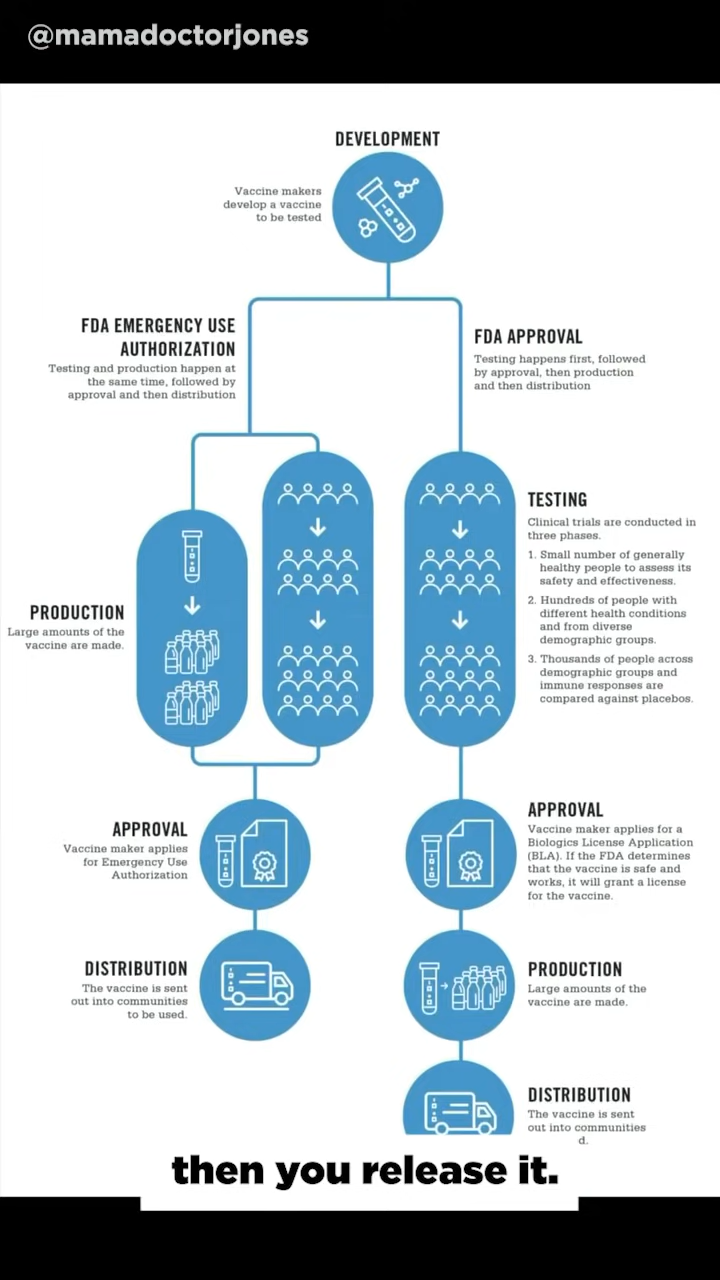 @mamadoctorjones
DEVELOPMENT
Vaccine makers
develop a vaccine
to be tested
FDA EMERGENCY USE
AUTHORIZATION
Testing and production happen at
the same time, followed by
approval and then distribution
FDA APPROVAL
Testing happens first, followed
by approval, then production
and then distribution
PRODUCTION
Large amounts of the
vaccine are made.
TESTING
Clinical trials are conducted in
three phases.
1. Small number of generally
healthy people to assess its
safety and effectiveness.
2. Hundreds of people with
different health conditions
and from diverse
demographic groups.
3. Thousands of people across
demographic groups and
immune responses are
compared against placebos.
APPROVAL
Vaccine maker applies
for Emergency Use
Authorization
APPROVAL
Vaccine maker applies for a
Biologics License Application
(BLA). If the FDA determines
that the vaccine is safe and
works, it will grant a license
for the vaccine.
DISTRIBUTION
The vaccine is sent
out into communities
to be used.
PRODUCTION
Large amounts of the
vaccine are made.
DISTRIBUTION
The vaccine is sent
out into communities
d.
then you release it.